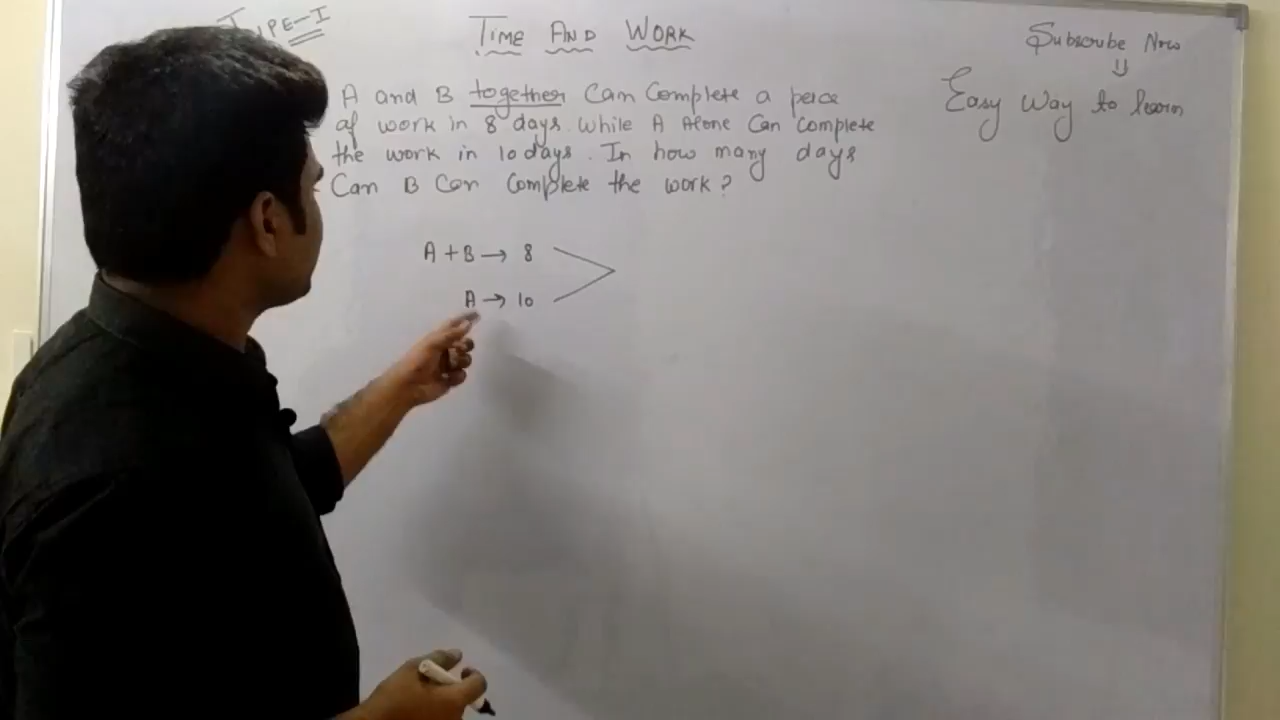 TYPE-I
TIME AND WORK
Subscribe Now
Easy Way to learn
A and B together Can Complete a peice
of work in 8 days. While A Alone Can Complete
the work in 10 days. In how many days
Can B Can Complete the work?
A + B → 8
A → 10